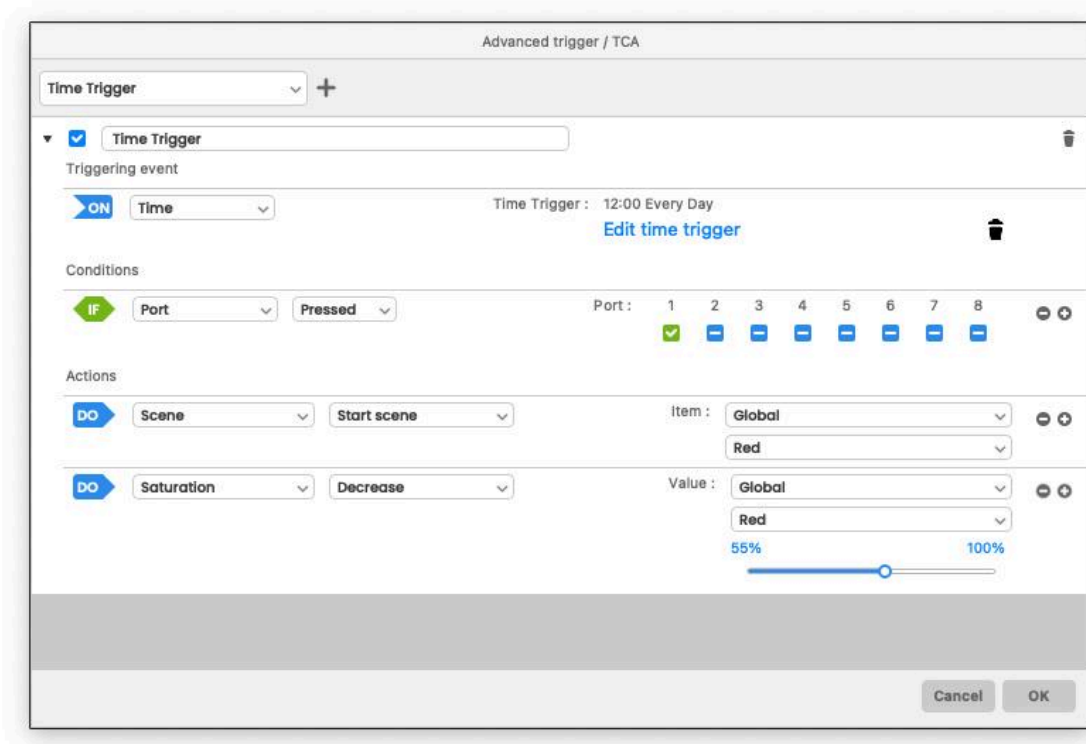 Advanced trigger / TCA
Time Trigger
Time Trigger
Triggering event
ON Time Time Trigger : 12:00 Every Day
Edit time trigger
Conditions
IF Port Pressed Port : 1 2 3 4 5 6 7 8
Actions
DO Scene Start scene Item : Global
Red
DO Saturation Decrease Value : Global
Red
55% 100%
Cancel OK